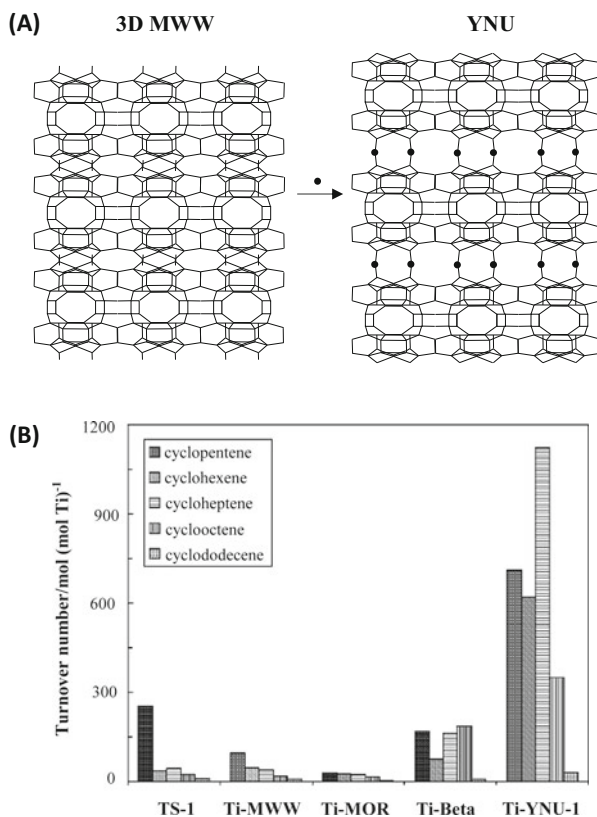 (A)
3D MWW
YNU
(B)
Turnover number/mol (mol Ti)-1
1200
900
600
300
0
cyclopentene
cyclohexene
cycloheptene
cyclooctene
cyclododecene
TS-1 Ti-MWW Ti-MOR Ti-Beta Ti-YNU-1